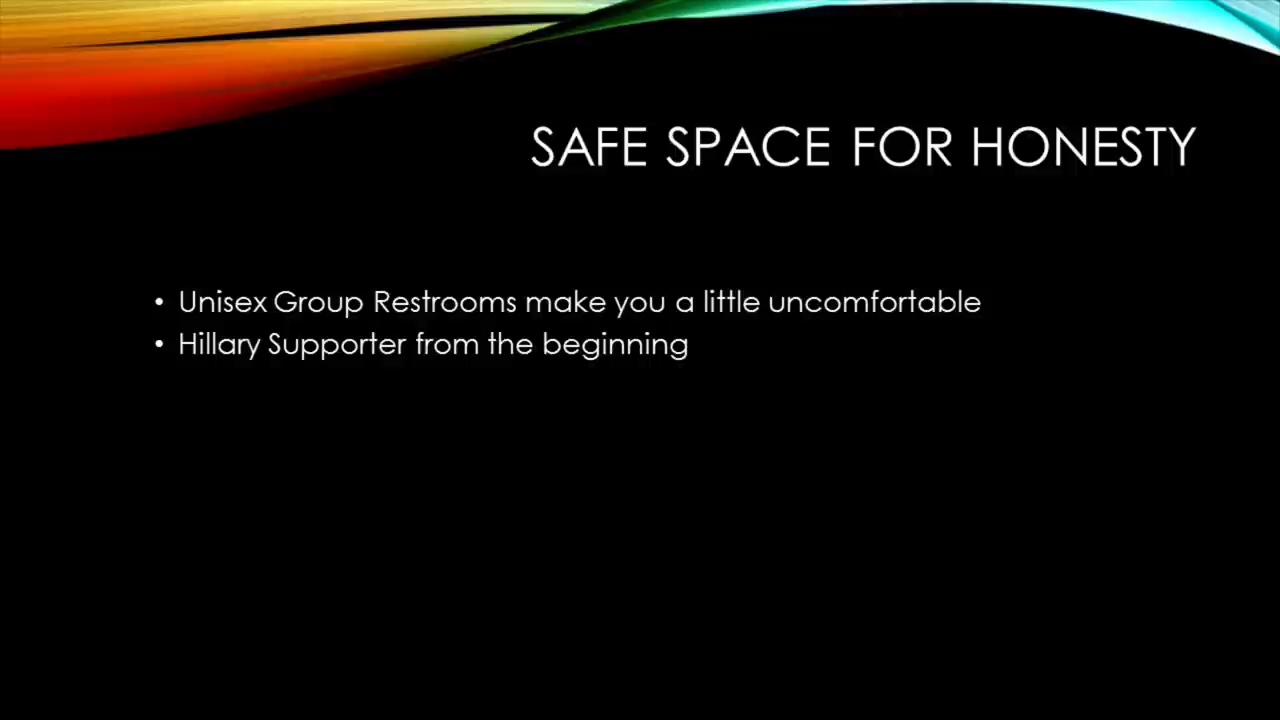 SAFE SPACE FOR HONESTY
• Unisex Group Restrooms make you a little uncomfortable
• Hillary Supporter from the beginning